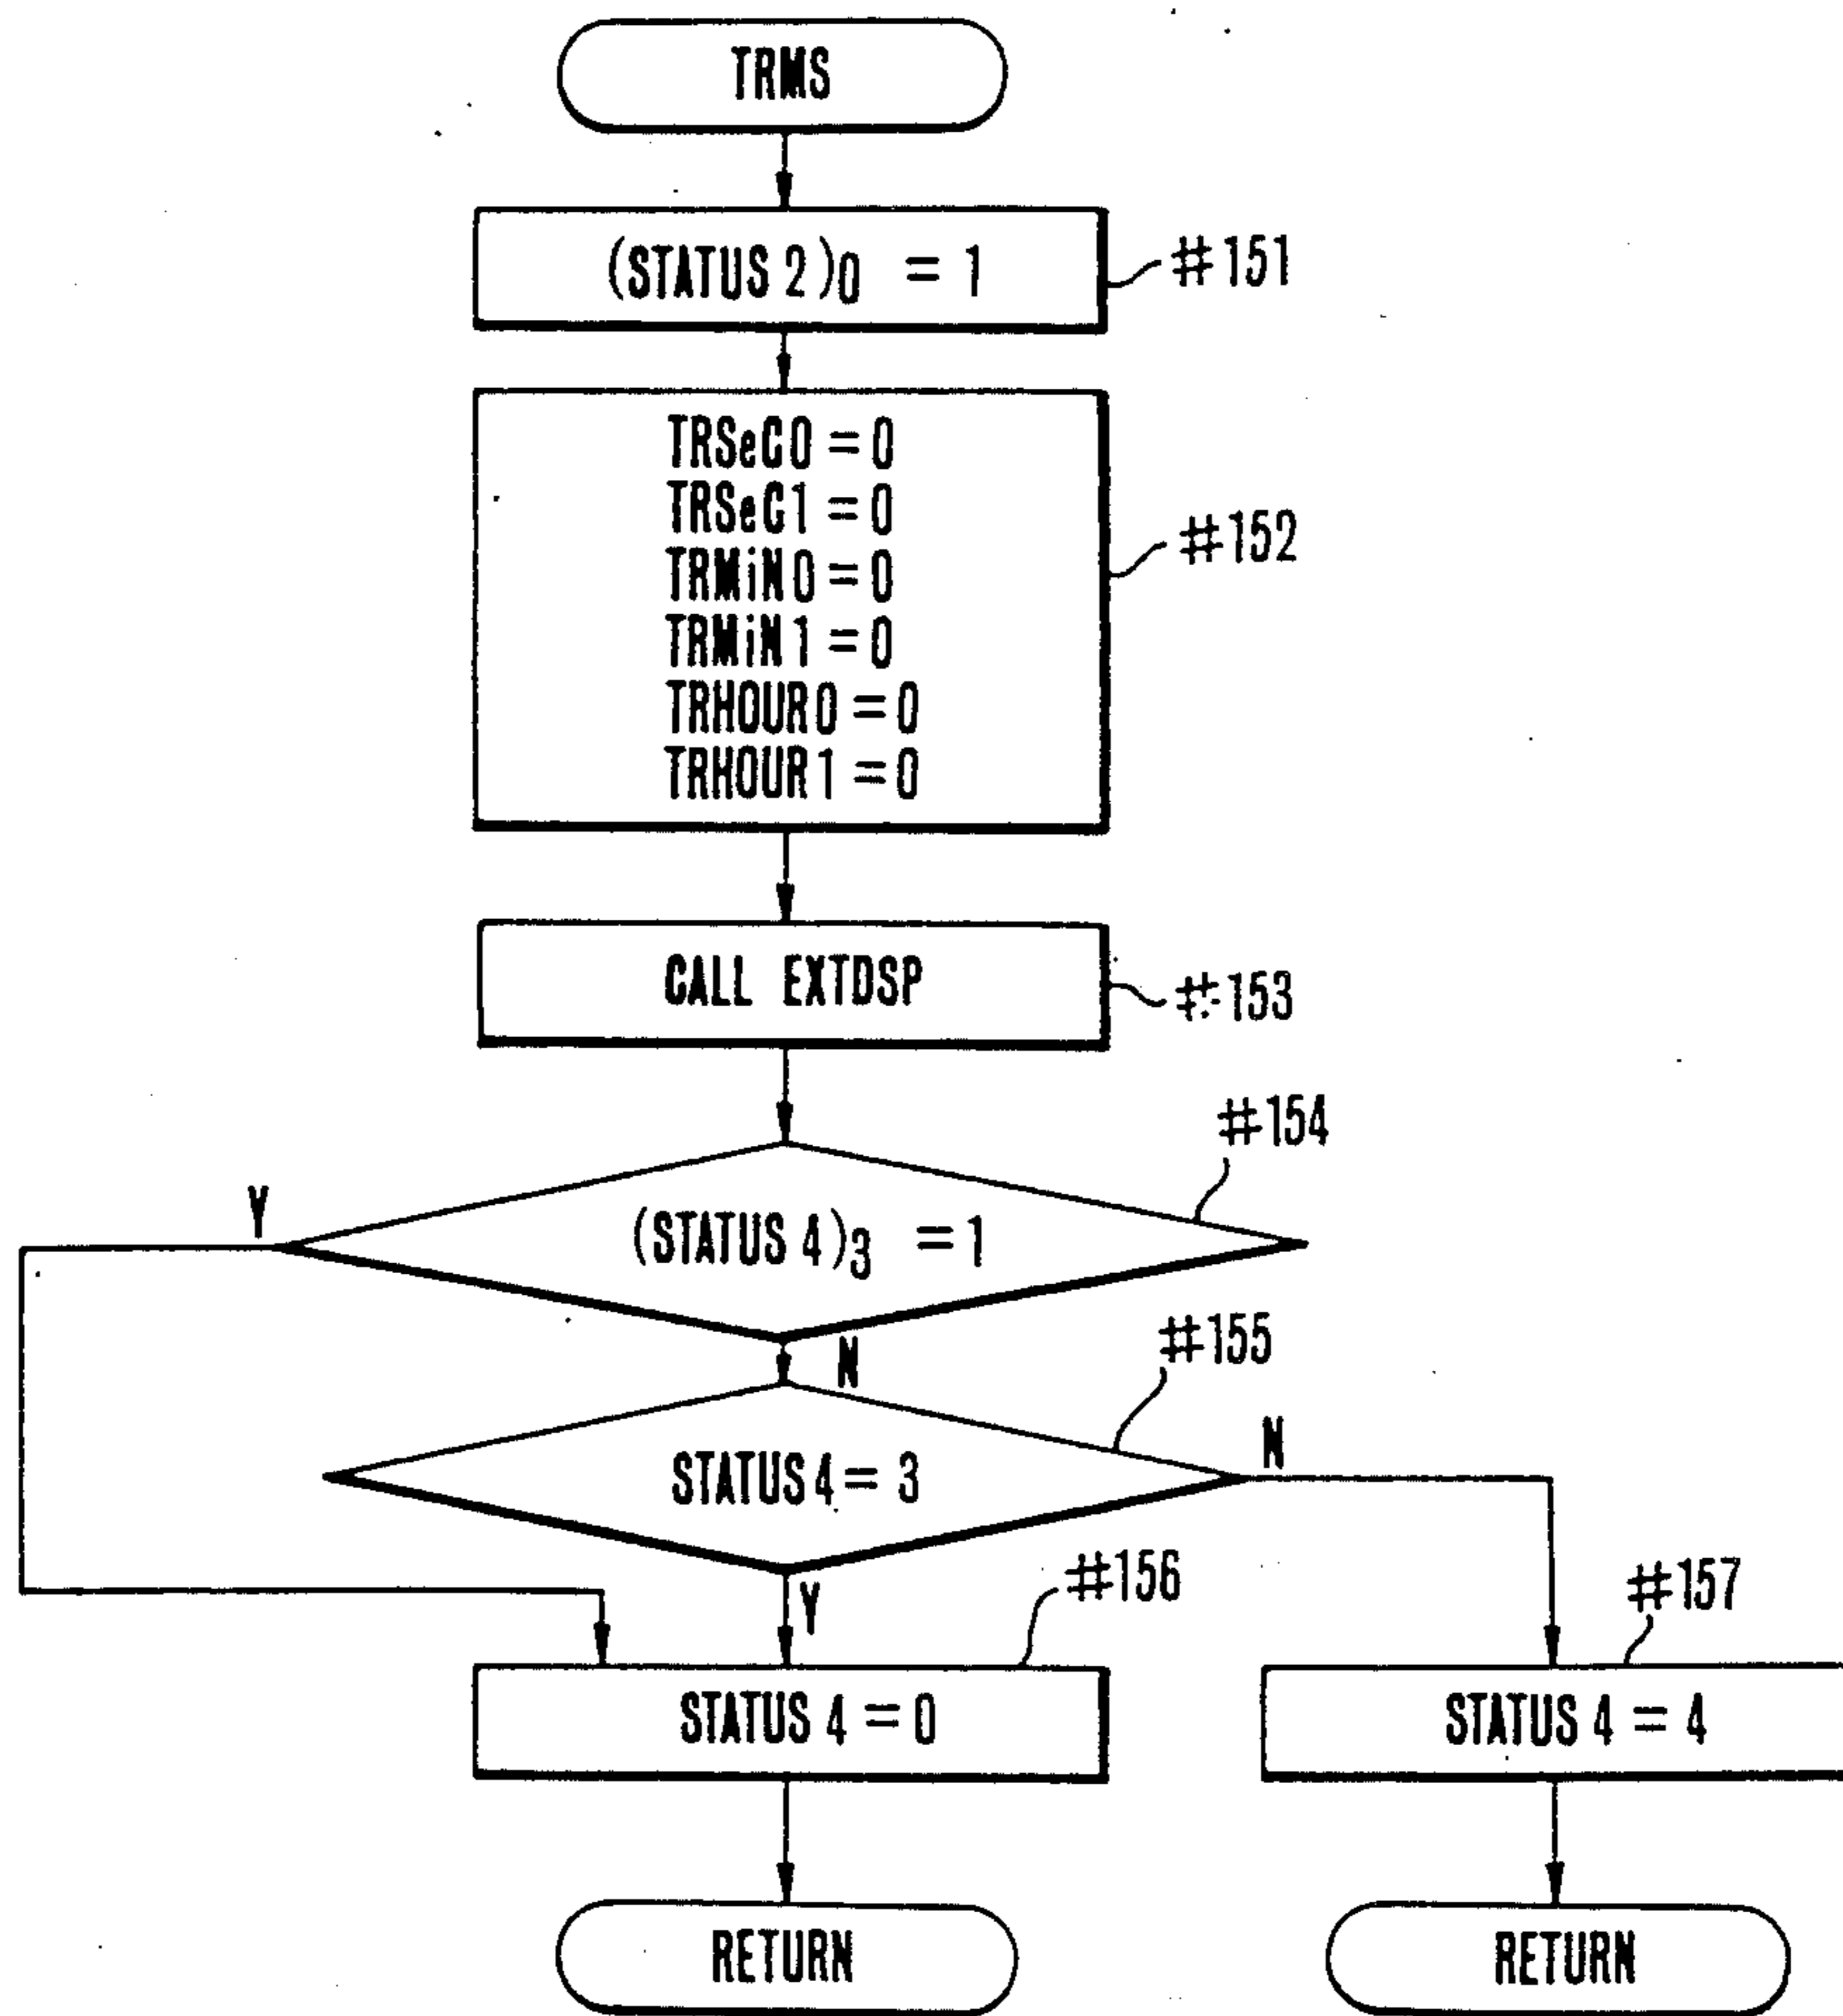 TRMS
(STATUS 2)0 = 1
#151
TRSeC0 = 0
TRSeC1 = 0
TRMiN0 = 0
TRMiN1 = 0
TRHOUR0 = 0
TRHOUR1 = 0
#152
CALL EXTDSP
#153
#154
Y
(STATUS 4)3 = 1
N
#155
STATUS 4 = 3
N
Y
#156
#157
STATUS 4 = 0
STATUS 4 = 4
RETURN
RETURN